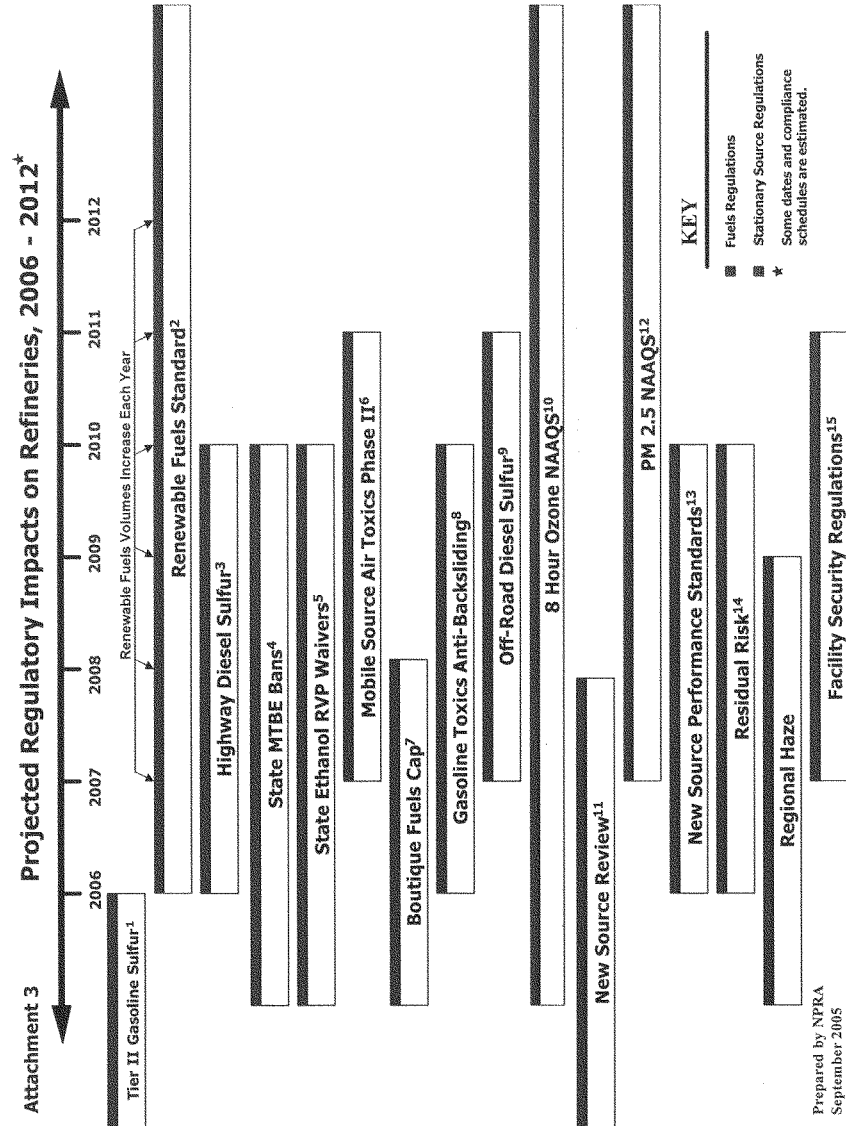 Attachment 3
Projected Regulatory Impacts on Refineries, 2006 - 2012★
2006 2007 2008 2009 2010 2011 2012
Renewable Fuels Volumes Increase Each Year
Tier II Gasoline Sulfur¹
Renewable Fuels Standard²
Highway Diesel Sulfur³
State MTBE Bans⁴
State Ethanol RVP Waivers⁵
Mobile Source Air Toxics Phase II⁶
Boutique Fuels Cap⁷
Gasoline Toxics Anti-Backsliding⁸
Off-Road Diesel Sulfur⁹
8 Hour Ozone NAAQS¹⁰
New Source Review¹¹
PM 2.5 NAAQS¹²
New Source Performance Standards¹³
Residual Risk¹⁴
Regional Haze
Facility Security Regulations¹⁵
KEY
Fuels Regulations
Stationary Source Regulations
★ Some dates and compliance
schedules are estimated.
Prepared by NPRA
September 2005